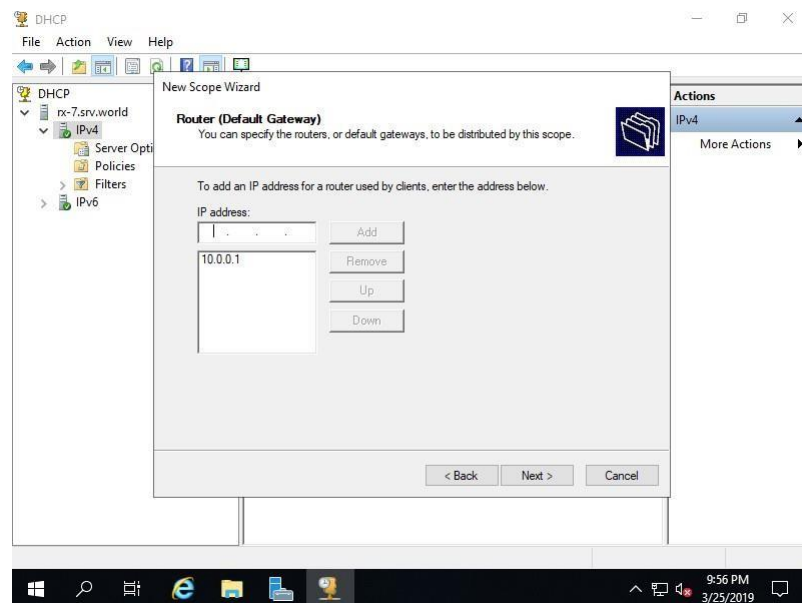 DHCP
File Action View Help
DHCP
rx-7.srv.world
IPv4
Server Opti
Policies
Filters
IPv6
New Scope Wizard
Router (Default Gateway)
You can specify the routers, or default gateways, to be distributed by this scope.
To add an IP address for a router used by clients, enter the address below.
IP address:
. . .
Add
10.0.0.1
Remove
Up
Down
< Back Next > Cancel
Actions
IPv4
More Actions
9:56 PM
3/25/2019